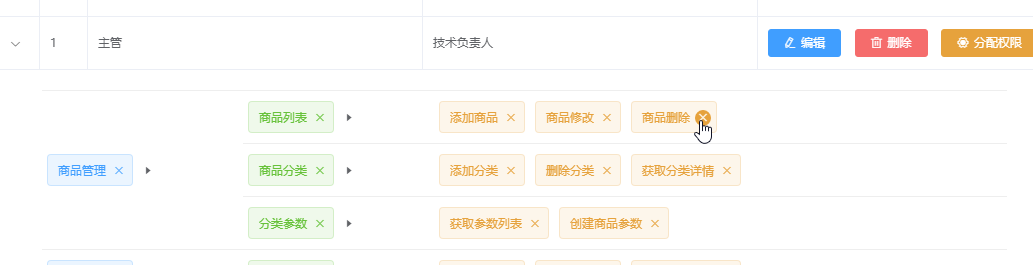 1 主管 技术负责人 编辑 删除 分配权限
商品列表 添加商品 商品修改 商品删除
商品管理 商品分类 添加分类 删除分类 获取分类详情
分类参数 获取参数列表 创建商品参数